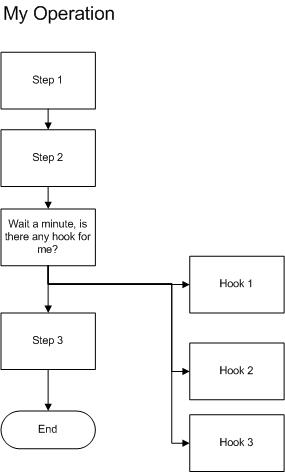 My Operation
Step 1
Step 2
Wait a minute, is
there any hook for
me?
Hook 1
Step 3
Hook 2
End
Hook 3